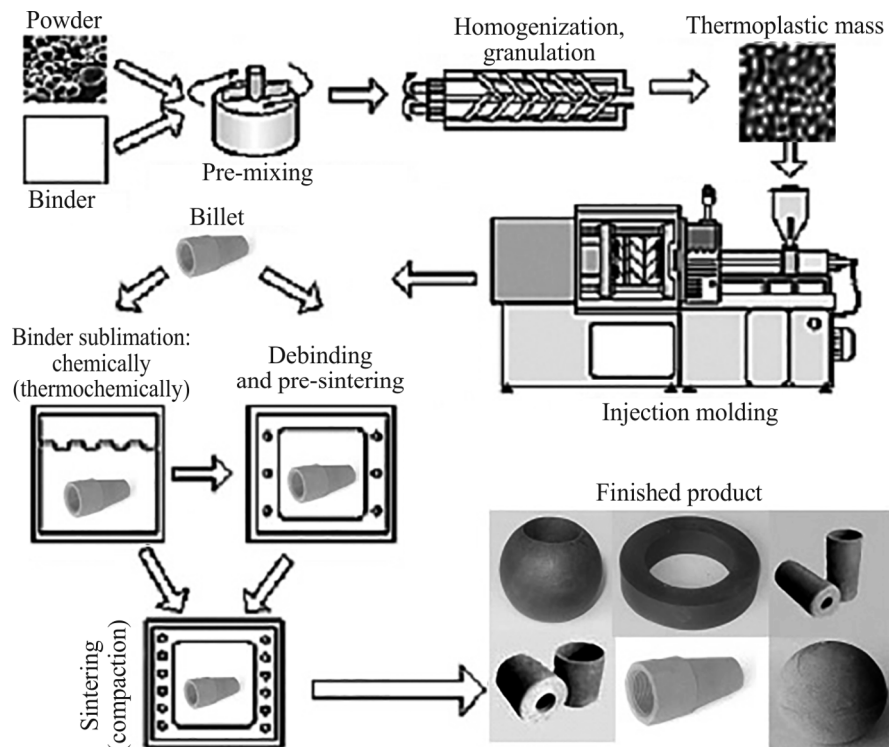 Powder
Binder
Pre-mixing
Homogenization,
granulation
Thermoplastic mass
Injection molding
Billet
Binder sublimation:
chemically
(thermochemically)
Debinding
and pre-sintering
Sintering
(compaction)
Finished product